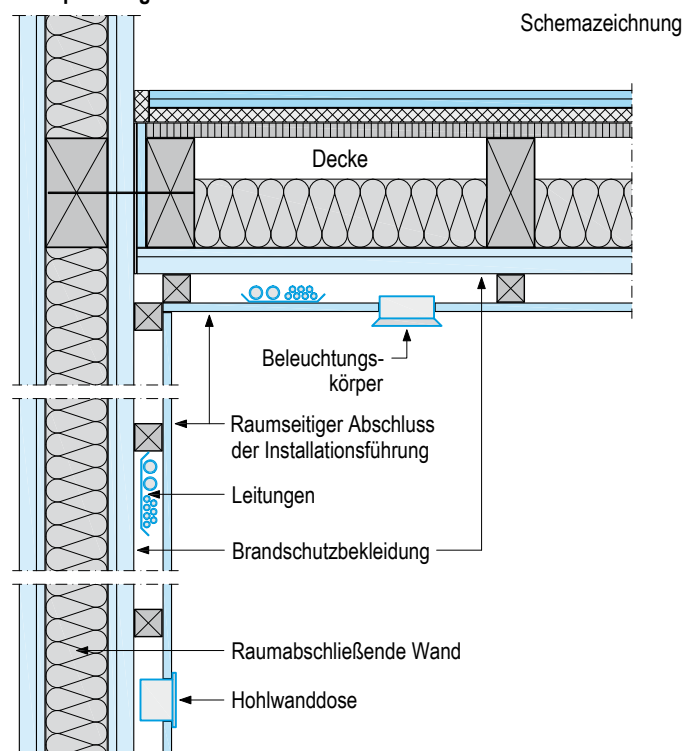 Schemazeichnung
Decke
Beleuchtungs-
körper
Raumseitiger Abschluss
der Installationsführung
Leitungen
Brandschutzbekleidung
Raumabschließende Wand
Hohlwanddose